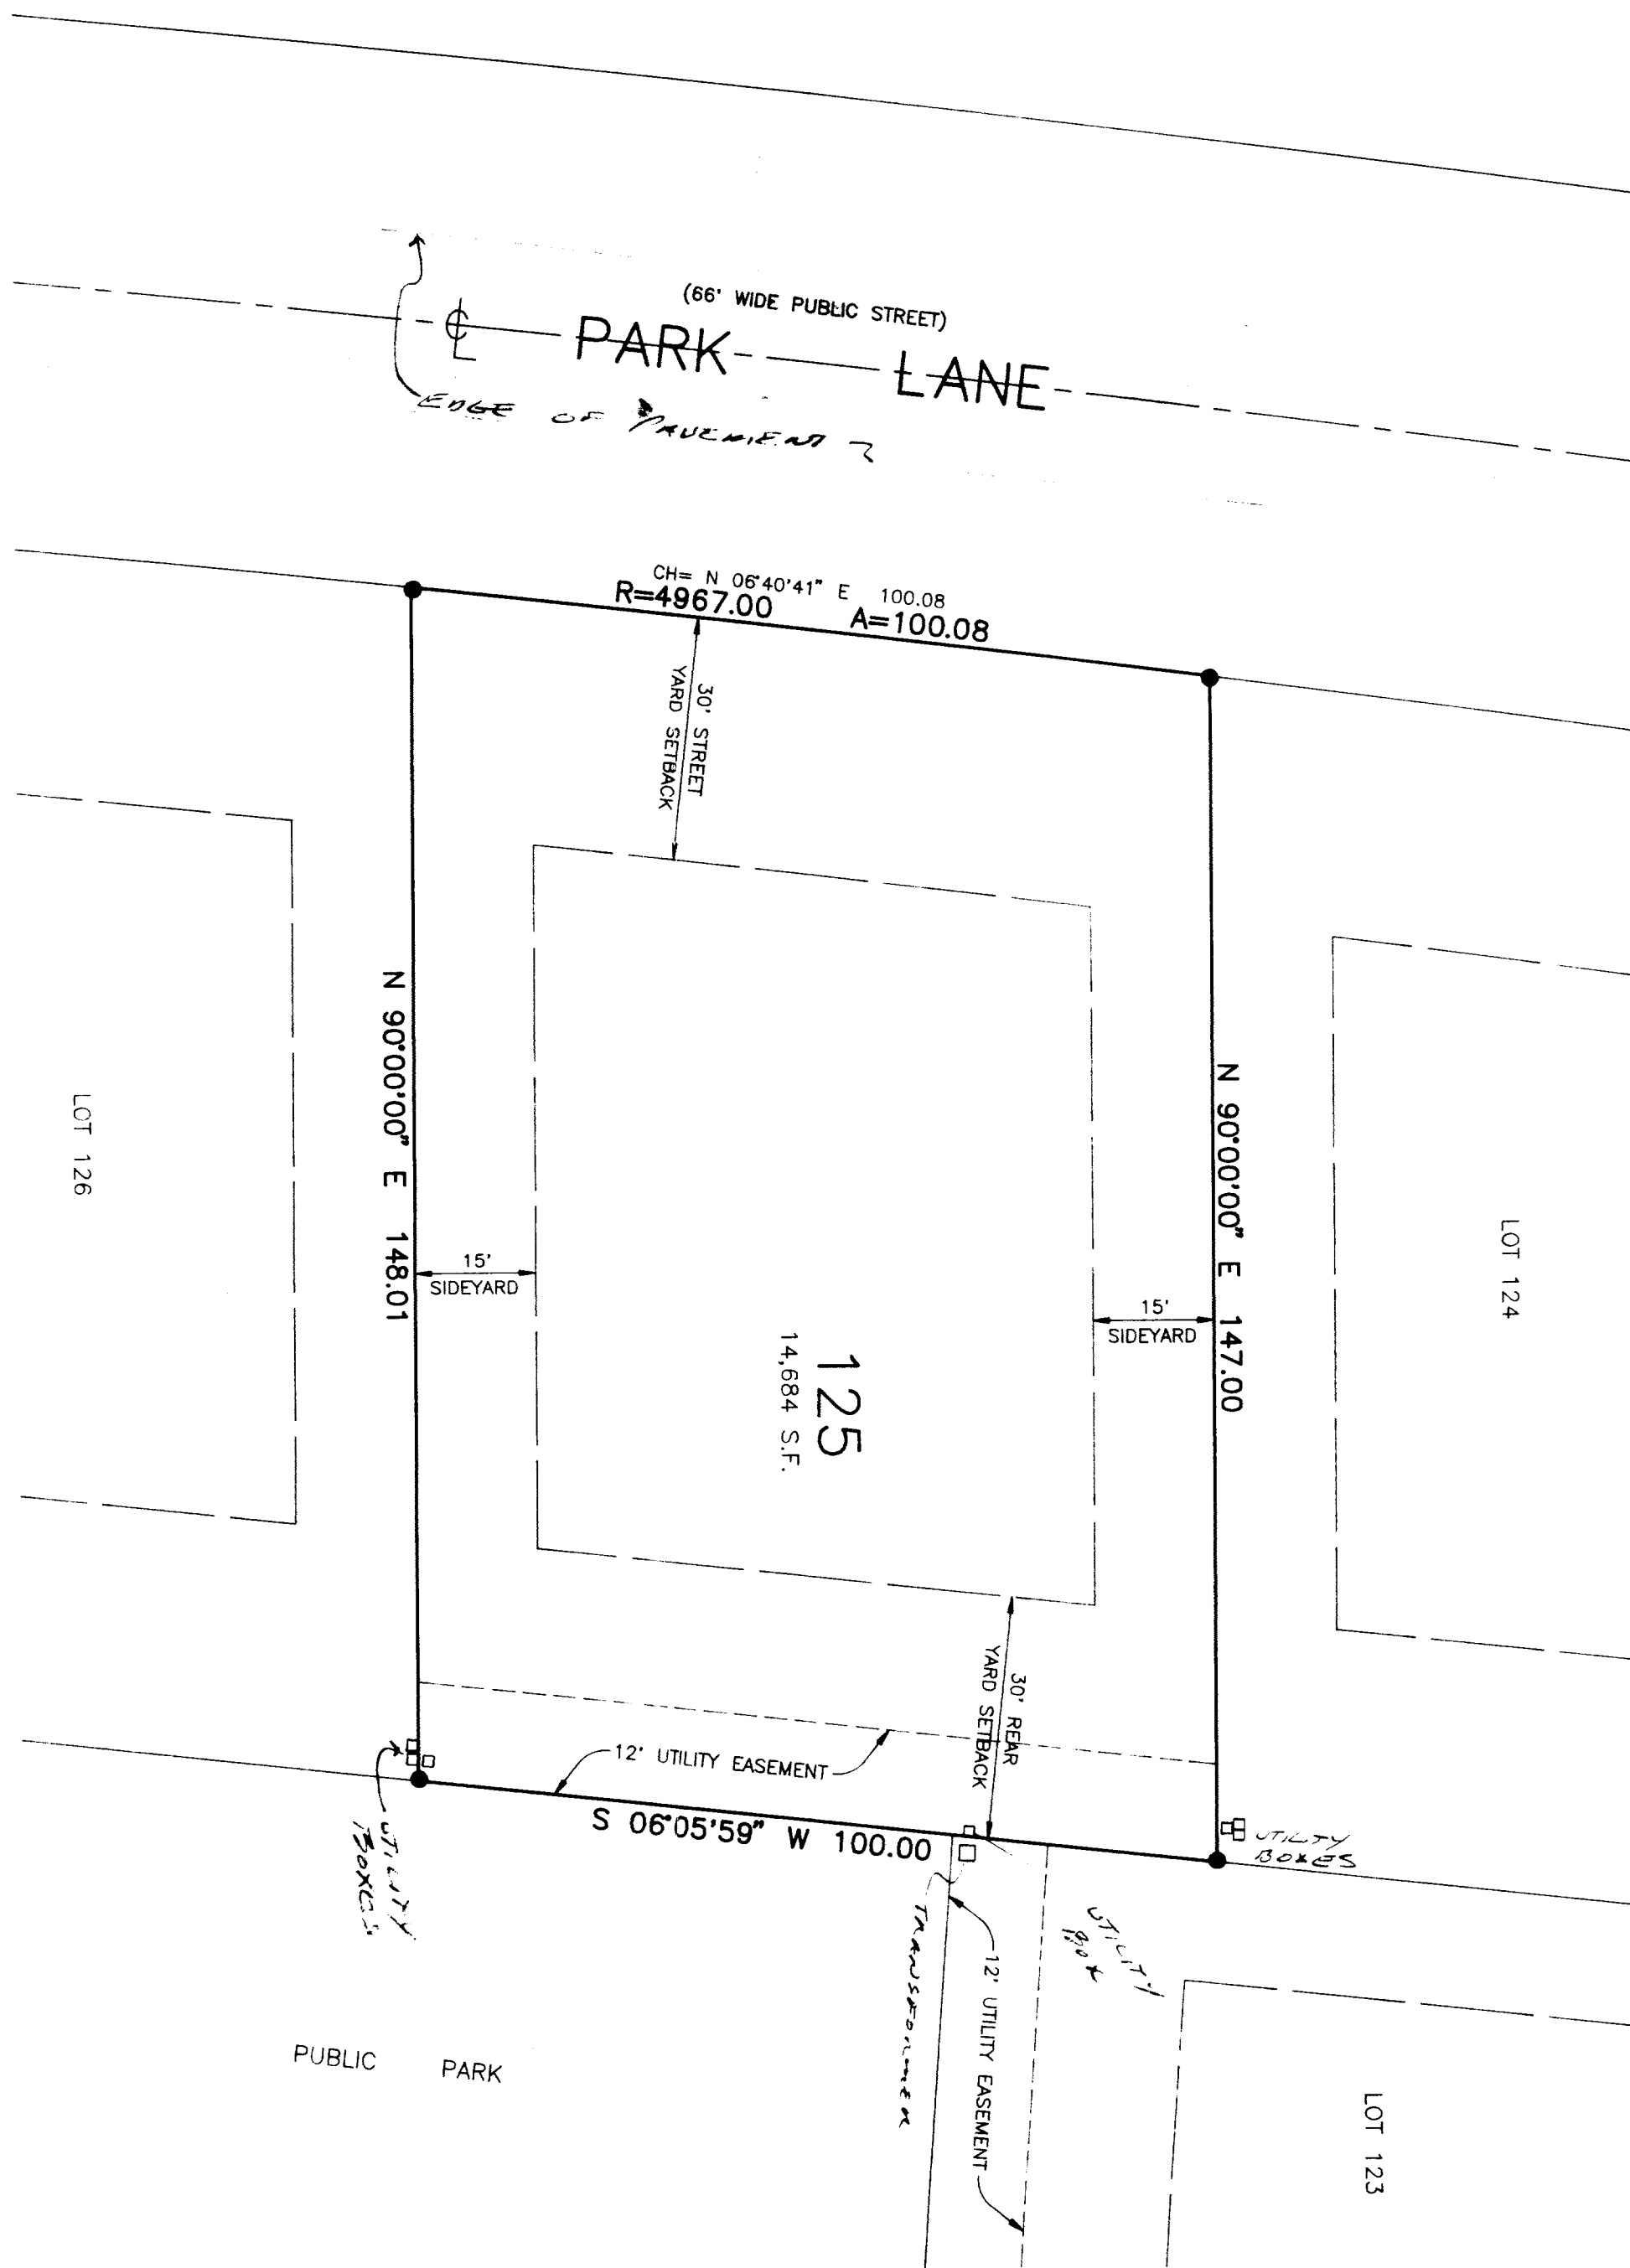 (66' WIDE PUBLIC STREET)
℄ PARK LANE
EDGE OF PAVEMENT
CH= N 06°40'41" E 100.08
R=4967.00 A=100.08
30' STREET
YARD SETBACK
N 90°00'00" E 148.01
N 90°00'00" E 147.00
LOT 126
LOT 124
15'
SIDEYARD
15'
SIDEYARD
125
14,684 S.F.
30' REAR
YARD SETBACK
12' UTILITY EASEMENT
S 06°05'59" W 100.00
UTILITY
BOXES
UTILITY
BOXES
UTILITY
BOX
TRANSFORMER
12' UTILITY EASEMENT
PUBLIC PARK
LOT 123